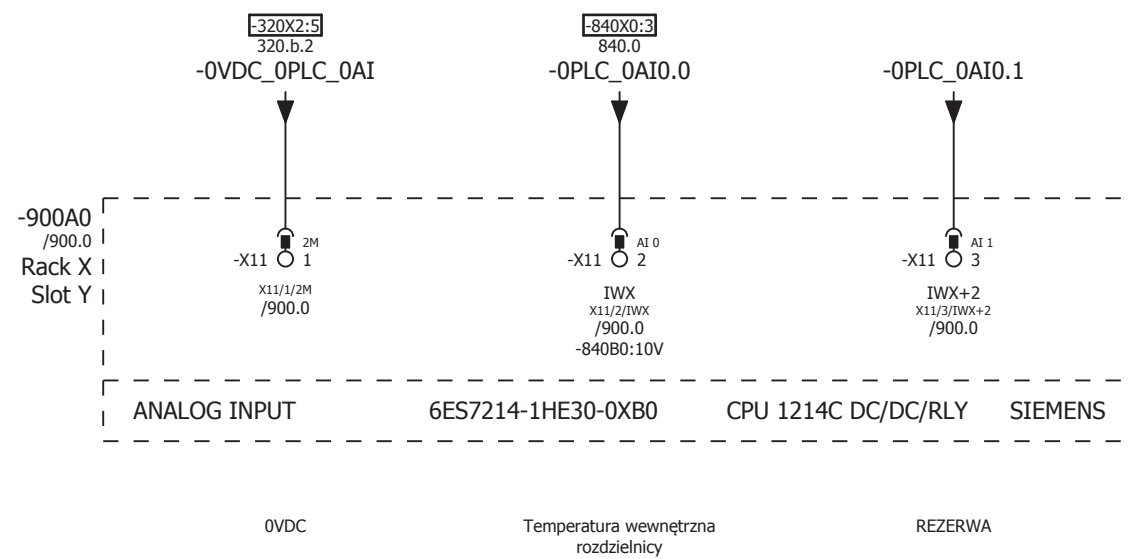 -320X2:5
320.b.2
-0VDC_0PLC_0AI
-840X0:3
840.0
-0PLC_0AI0.0
-0PLC_0AI0.1
-900A0
/900.0
Rack X
Slot Y
2M
-X11 1
X11/1/2M
/900.0
AI 0
-X11 2
IWX
X11/2/IWX
/900.0
-840B0:10V
AI 1
-X11 3
IWX+2
X11/3/IWX+2
/900.0
ANALOG INPUT 6ES7214-1HE30-0XB0 CPU 1214C DC/DC/RLY SIEMENS
0VDC
Temperatura wewnętrzna
rozdzielnicy
REZERWA